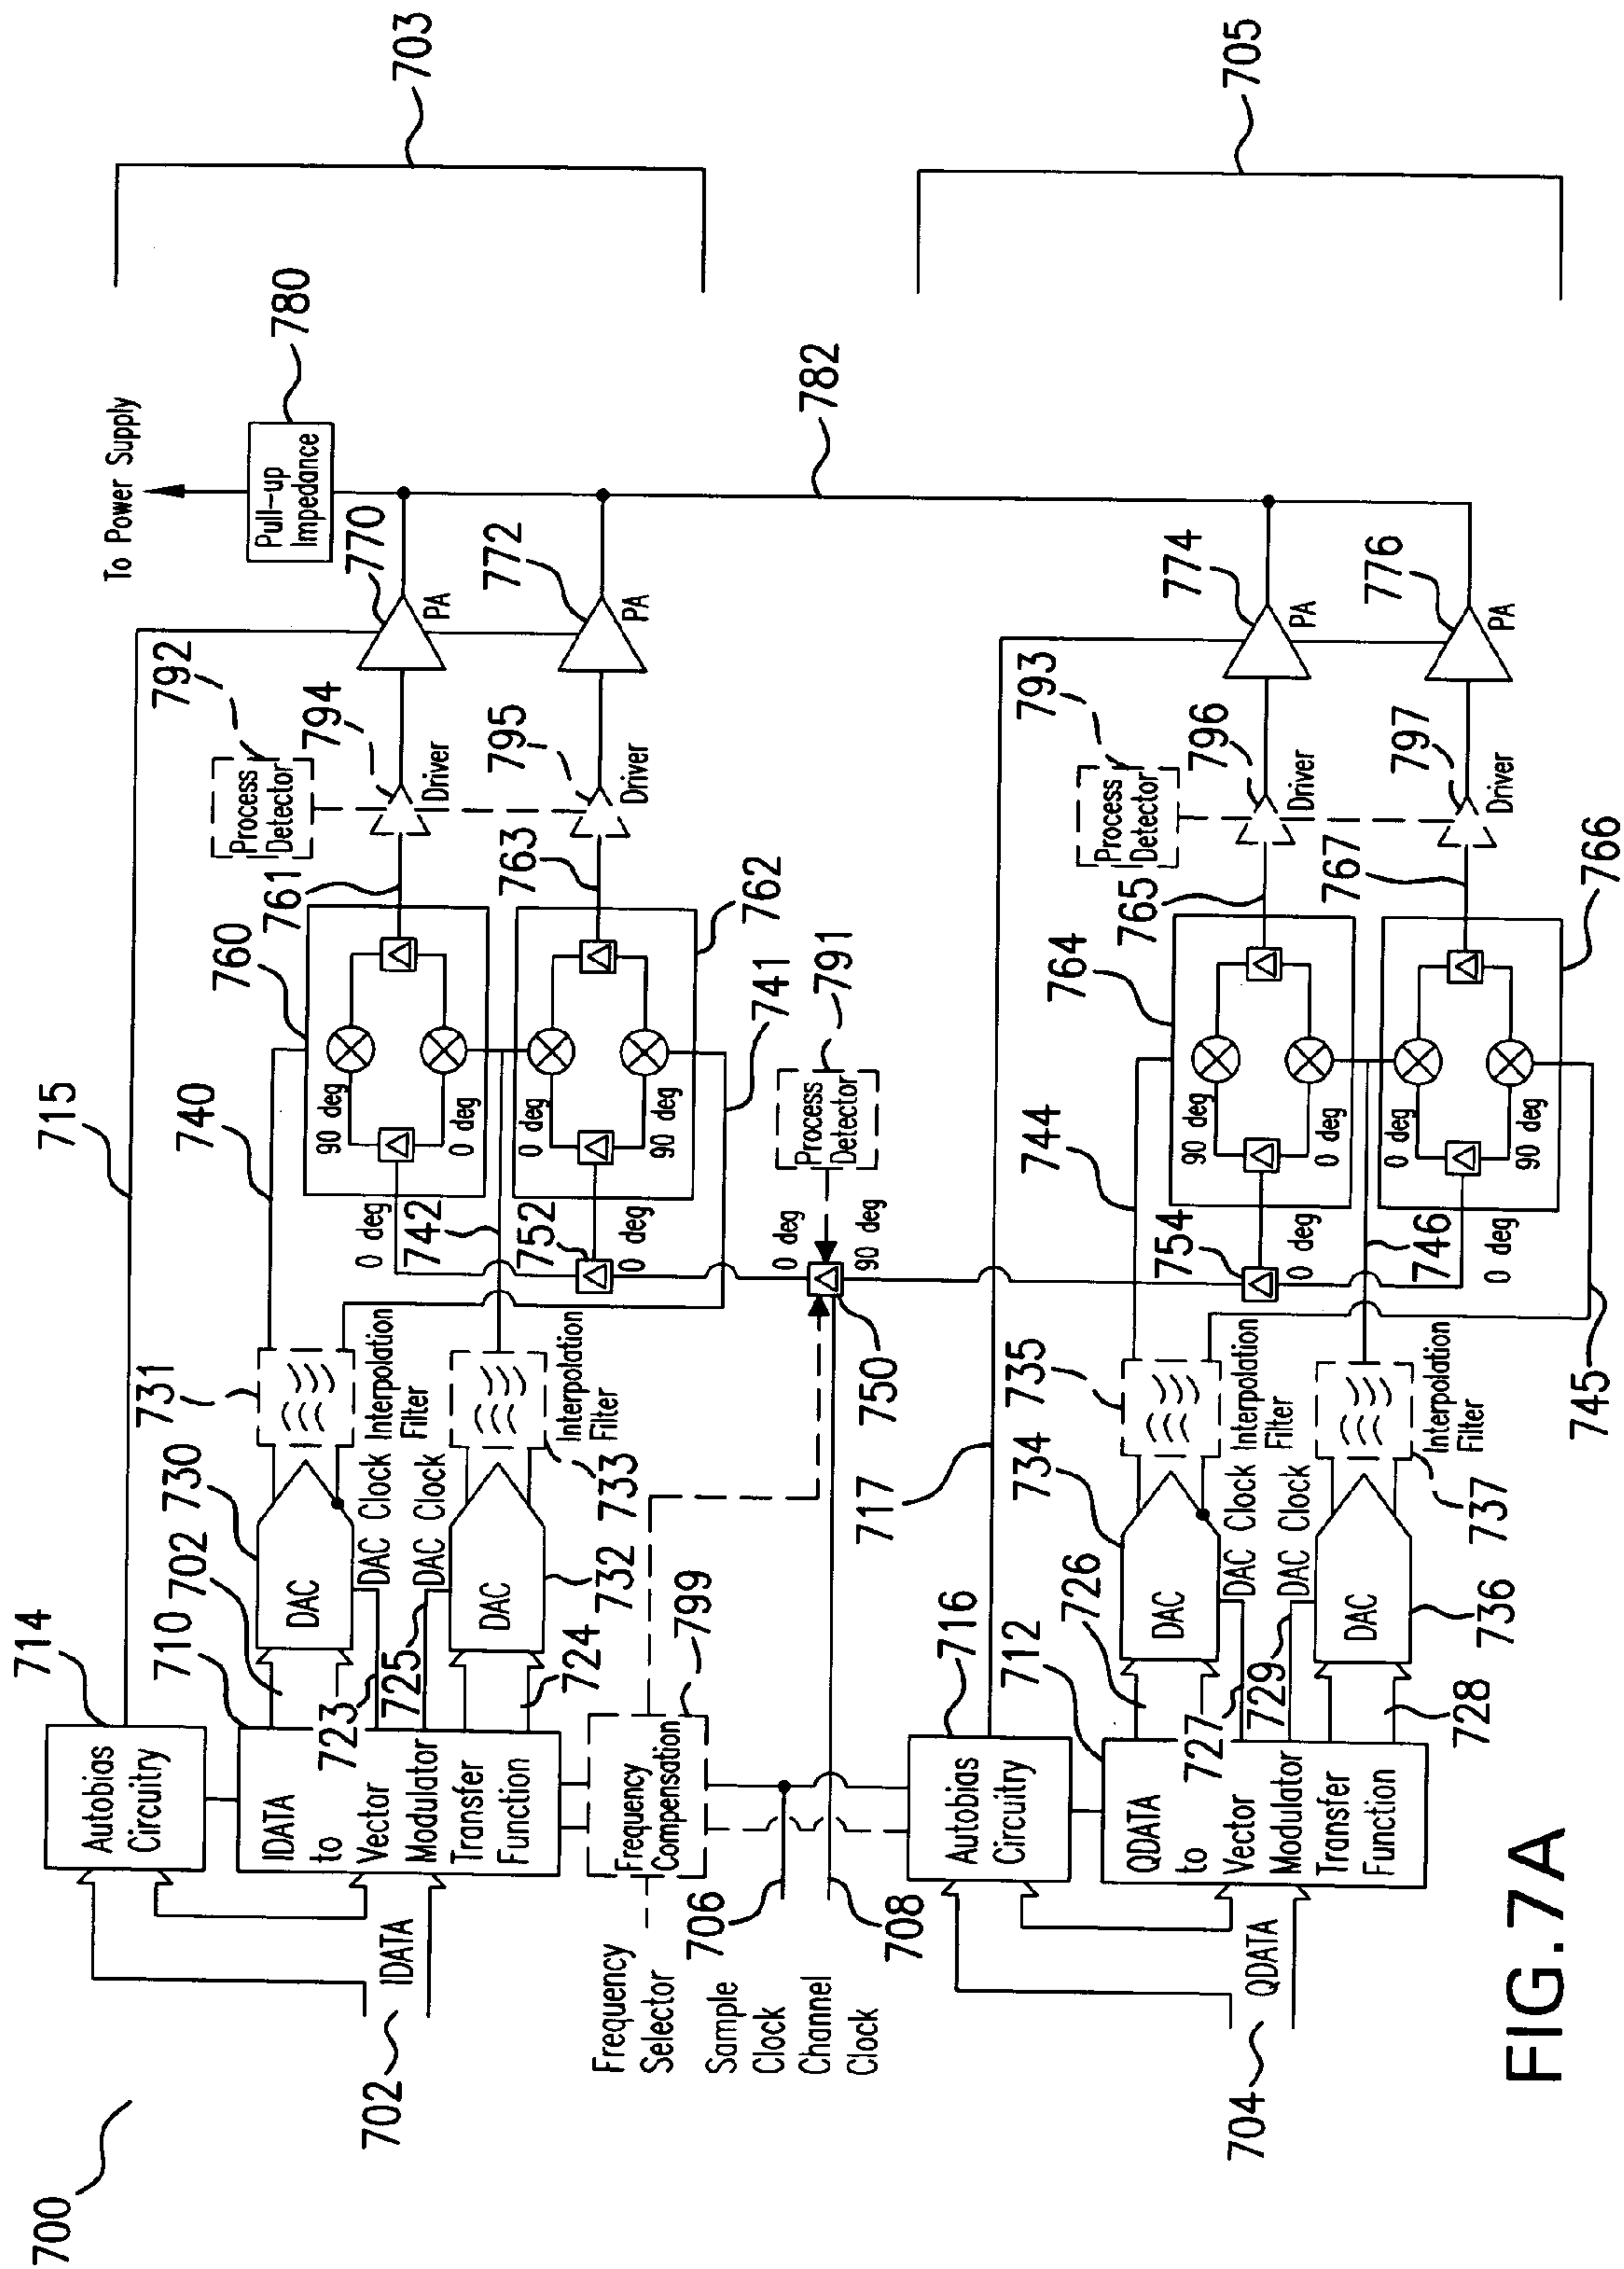 700
714
Autobias
Circuitry
715
703
To Power Supply
780
Pull-up
Impedance
702
IDATA
710
IDATA
to
Vector
Modulator
Transfer
Function
702
723
725
724
730
DAC
DAC Clock
731
Interpolation
Filter
740
760
90 deg
0 deg
761
792
Process
Detector
794
Driver
770
PA
732
DAC
DAC Clock
733
Interpolation
Filter
0 deg
742
752
0 deg
0 deg
90 deg
762
763
795
Driver
772
PA
741
Frequency
Selector
Frequency
Compensation
799
Sample
Clock
706
Channel
Clock
708
750
0 deg
90 deg
791
Process
Detector
782
705
716
Autobias
Circuitry
717
704
QDATA
712
QDATA
to
Vector
Modulator
Transfer
Function
726
727
729
728
734
DAC
DAC Clock
735
Interpolation
Filter
744
764
90 deg
0 deg
765
793
Process
Detector
796
Driver
774
PA
736
DAC
DAC Clock
737
Interpolation
Filter
754
0 deg
746
0 deg
745
0 deg
90 deg
766
767
797
Driver
776
PA
FIG.7A